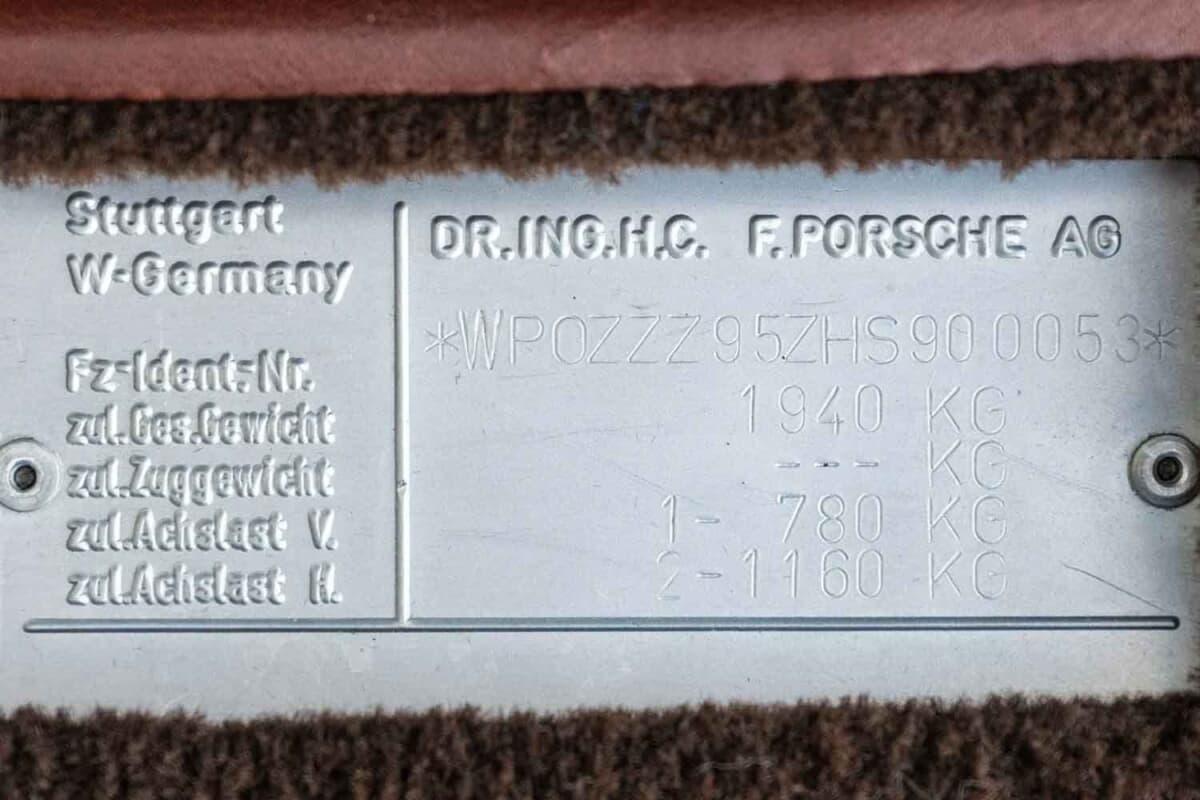 Stuttgart
W-Germany
DR.ING.H.C. F.PORSCHE AG
Fz-Ident.-Nr. *WP0ZZZ95ZHS900053*
zul.Ges.Gewicht 1940 KG
zul.Zuggewicht --- KG
zul.Achslast V. 1- 780 KG
zul.Achslast H. 2-1160 KG